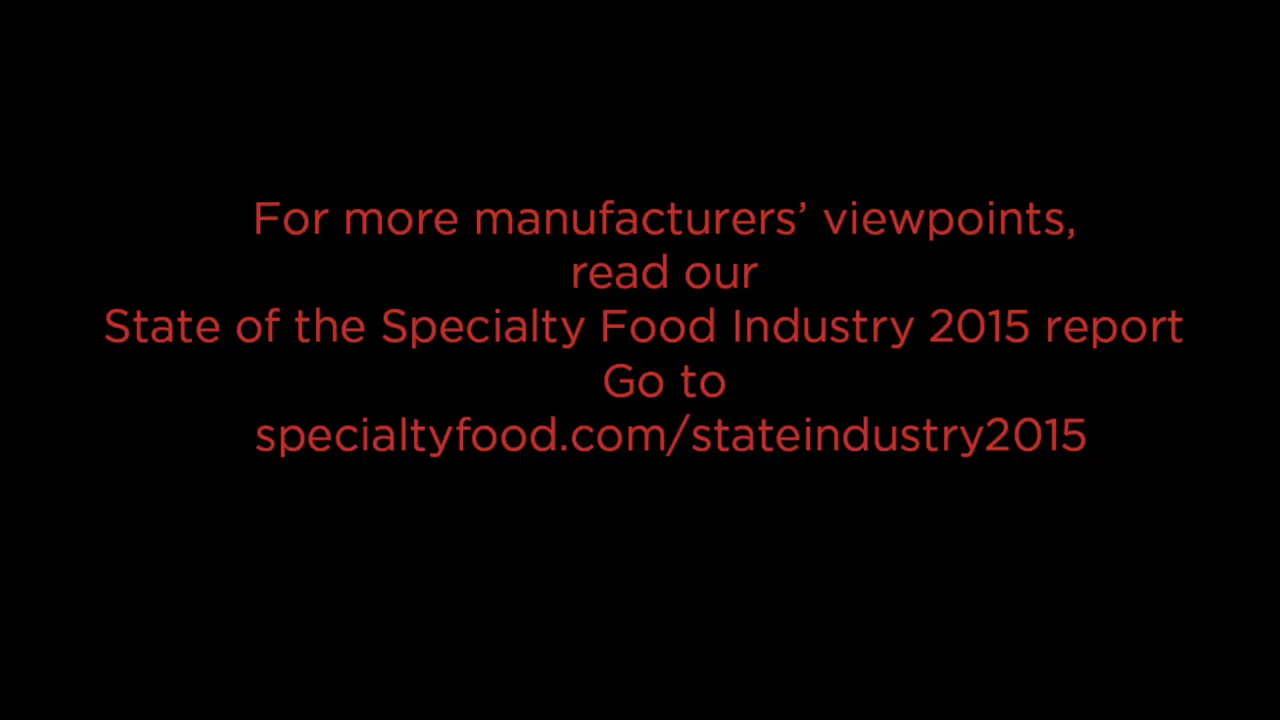 For more manufacturers’ viewpoints,
read our
State of the Specialty Food Industry 2015 report
Go to
specialtyfood.com/stateindustry2015